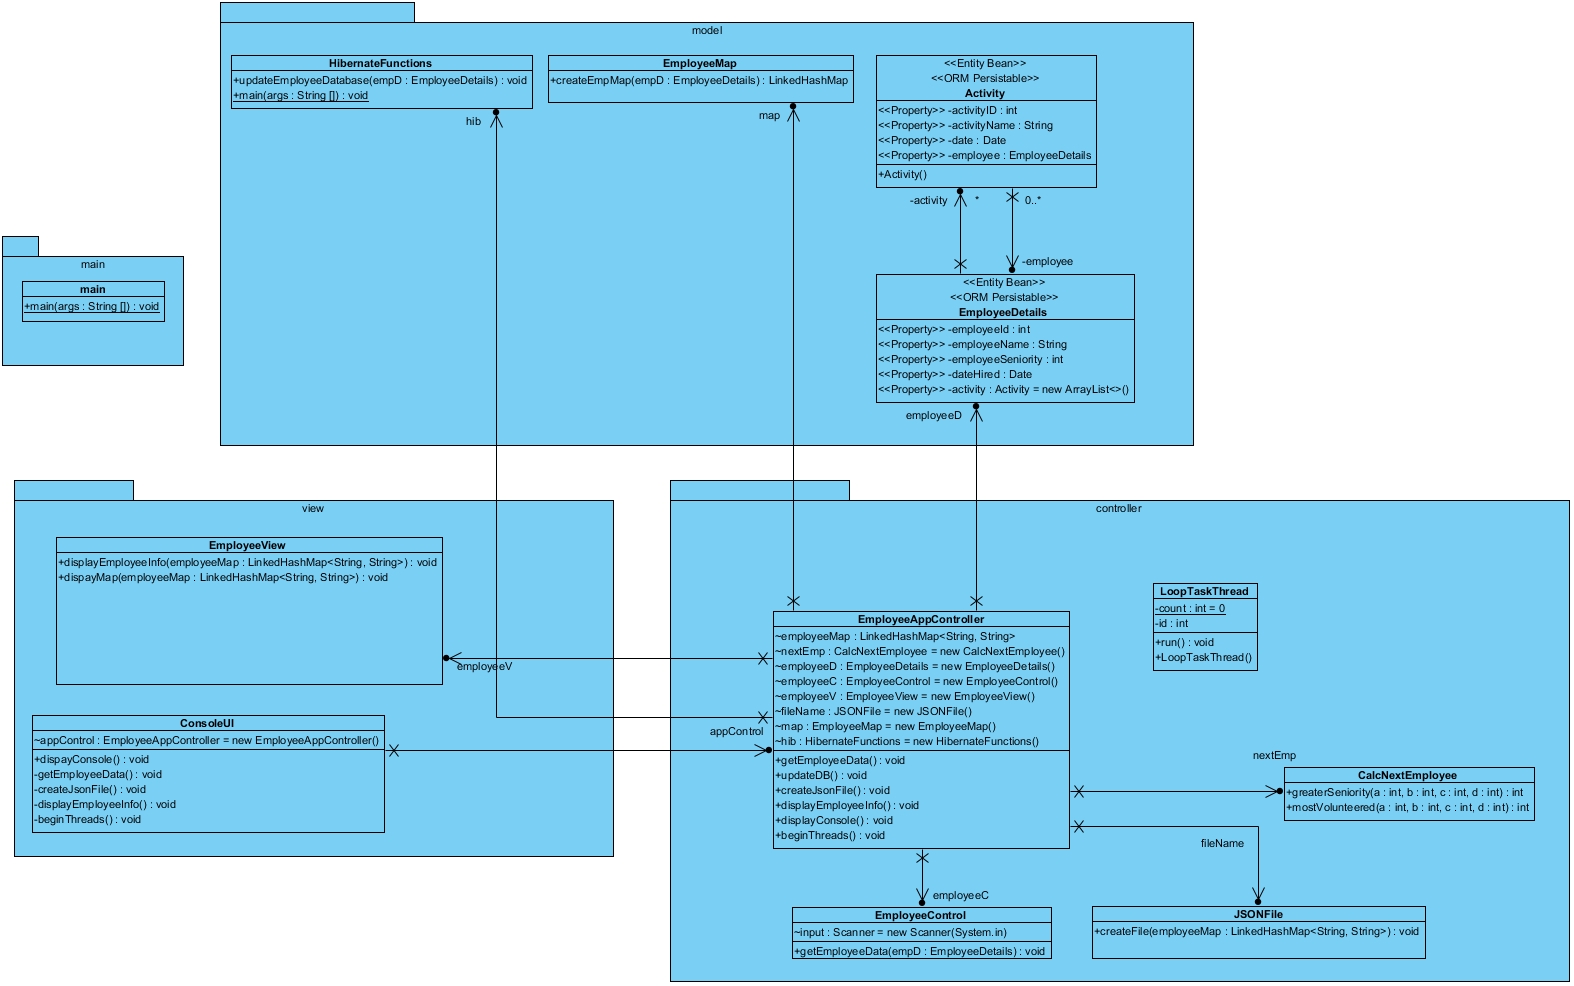 model
HibernateFunctions
+updateEmployeeDatabase(empD : EmployeeDetails) : void
+main(args : String []) : void
hib
EmployeeMap
+createEmpMap(empD : EmployeeDetails) : LinkedHashMap
map
<<Entity Bean>>
<<ORM Persistable>>
Activity
<<Property>> -activityID : int
<<Property>> -activityName : String
<<Property>> -date : Date
<<Property>> -employee : EmployeeDetails
+Activity()
-activity
*
0..*
-employee
<<Entity Bean>>
<<ORM Persistable>>
EmployeeDetails
<<Property>> -employeeId : int
<<Property>> -employeeName : String
<<Property>> -employeeSeniority : int
<<Property>> -dateHired : Date
<<Property>> -activity : Activity = new ArrayList<>()
employeeD
main
main
+main(args : String []) : void
view
EmployeeView
+displayEmployeeInfo(employeeMap : LinkedHashMap<String, String>) : void
+dispayMap(employeeMap : LinkedHashMap<String, String>) : void
employeeV
ConsoleUI
~appControl : EmployeeAppController = new EmployeeAppController()
+dispayConsole() : void
-getEmployeeData() : void
-createJsonFile() : void
-displayEmployeeInfo() : void
-beginThreads() : void
appControl
controller
EmployeeAppController
~employeeMap : LinkedHashMap<String, String>
~nextEmp : CalcNextEmployee = new CalcNextEmployee()
~employeeD : EmployeeDetails = new EmployeeDetails()
~employeeC : EmployeeControl = new EmployeeControl()
~employeeV : EmployeeView = new EmployeeView()
~fileName : JSONFile = new JSONFile()
~map : EmployeeMap = new EmployeeMap()
~hib : HibernateFunctions = new HibernateFunctions()
+getEmployeeData() : void
+updateDB() : void
+createJsonFile() : void
+displayEmployeeInfo() : void
+displayConsole() : void
+beginThreads() : void
LoopTaskThread
-count : int = 0
-id : int
+run() : void
+LoopTaskThread()
nextEmp
CalcNextEmployee
+greaterSeniority(a : int, b : int, c : int, d : int) : int
+mostVolunteered(a : int, b : int, c : int, d : int) : int
fileName
employeeC
EmployeeControl
~input : Scanner = new Scanner(System.in)
+getEmployeeData(empD : EmployeeDetails) : void
JSONFile
+createFile(employeeMap : LinkedHashMap<String, String>) : void